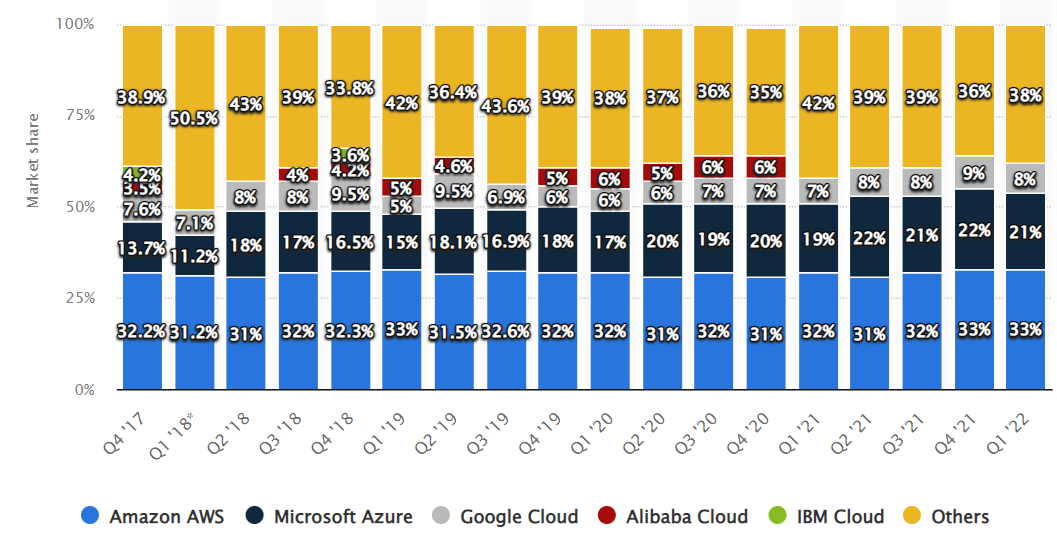 100%
75%
50%
25%
0%
Market share
38.9% 50.5% 43% 39% 33.8% 42% 36.4% 43.6% 39% 38% 37% 36% 35% 42% 39% 39% 36% 38%
4.2% 3.6%
3.5% 4% 4.2% 5% 4.6% 5% 6% 5% 6% 6%
7.6% 7.1% 8% 8% 9.5% 5% 9.5% 6.9% 6% 6% 6% 7% 7% 7% 8% 8% 9% 8%
13.7% 11.2% 18% 17% 16.5% 15% 18.1% 16.9% 18% 17% 20% 19% 20% 19% 22% 21% 22% 21%
32.2% 31.2% 31% 32% 32.3% 33% 31.5% 32.6% 32% 32% 31% 32% 31% 32% 31% 32% 33% 33%
Q4 '17 Q1 '18* Q2 '18 Q3 '18 Q4 '18 Q1 '19 Q2 '19 Q3 '19 Q4 '19 Q1 '20 Q2 '20 Q3 '20 Q4 '20 Q1 '21 Q2 '21 Q3 '21 Q4 '21 Q1 '22
Amazon AWS Microsoft Azure Google Cloud Alibaba Cloud IBM Cloud Others